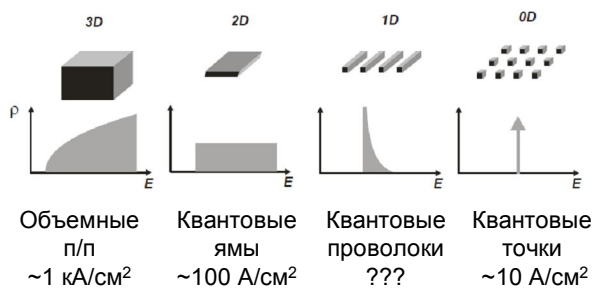 3D 2D 1D 0D
ρ
E E E E
Объемные Квантовые Квантовые Квантовые
п/п ямы проволоки точки
~1 кА/см² ~100 А/см² ??? ~10 А/см²